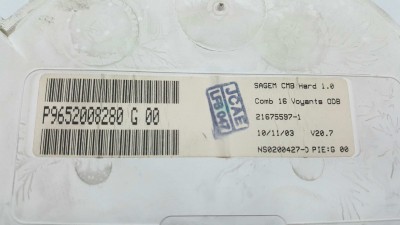 P9652008280 G 00
JCAE
LFB 047
SAGEM CMB Hard 1.0
Comb 16 Voyants ODB
21675597-1
10/11/03 V20.7
NS0200427-D PIE:G 00